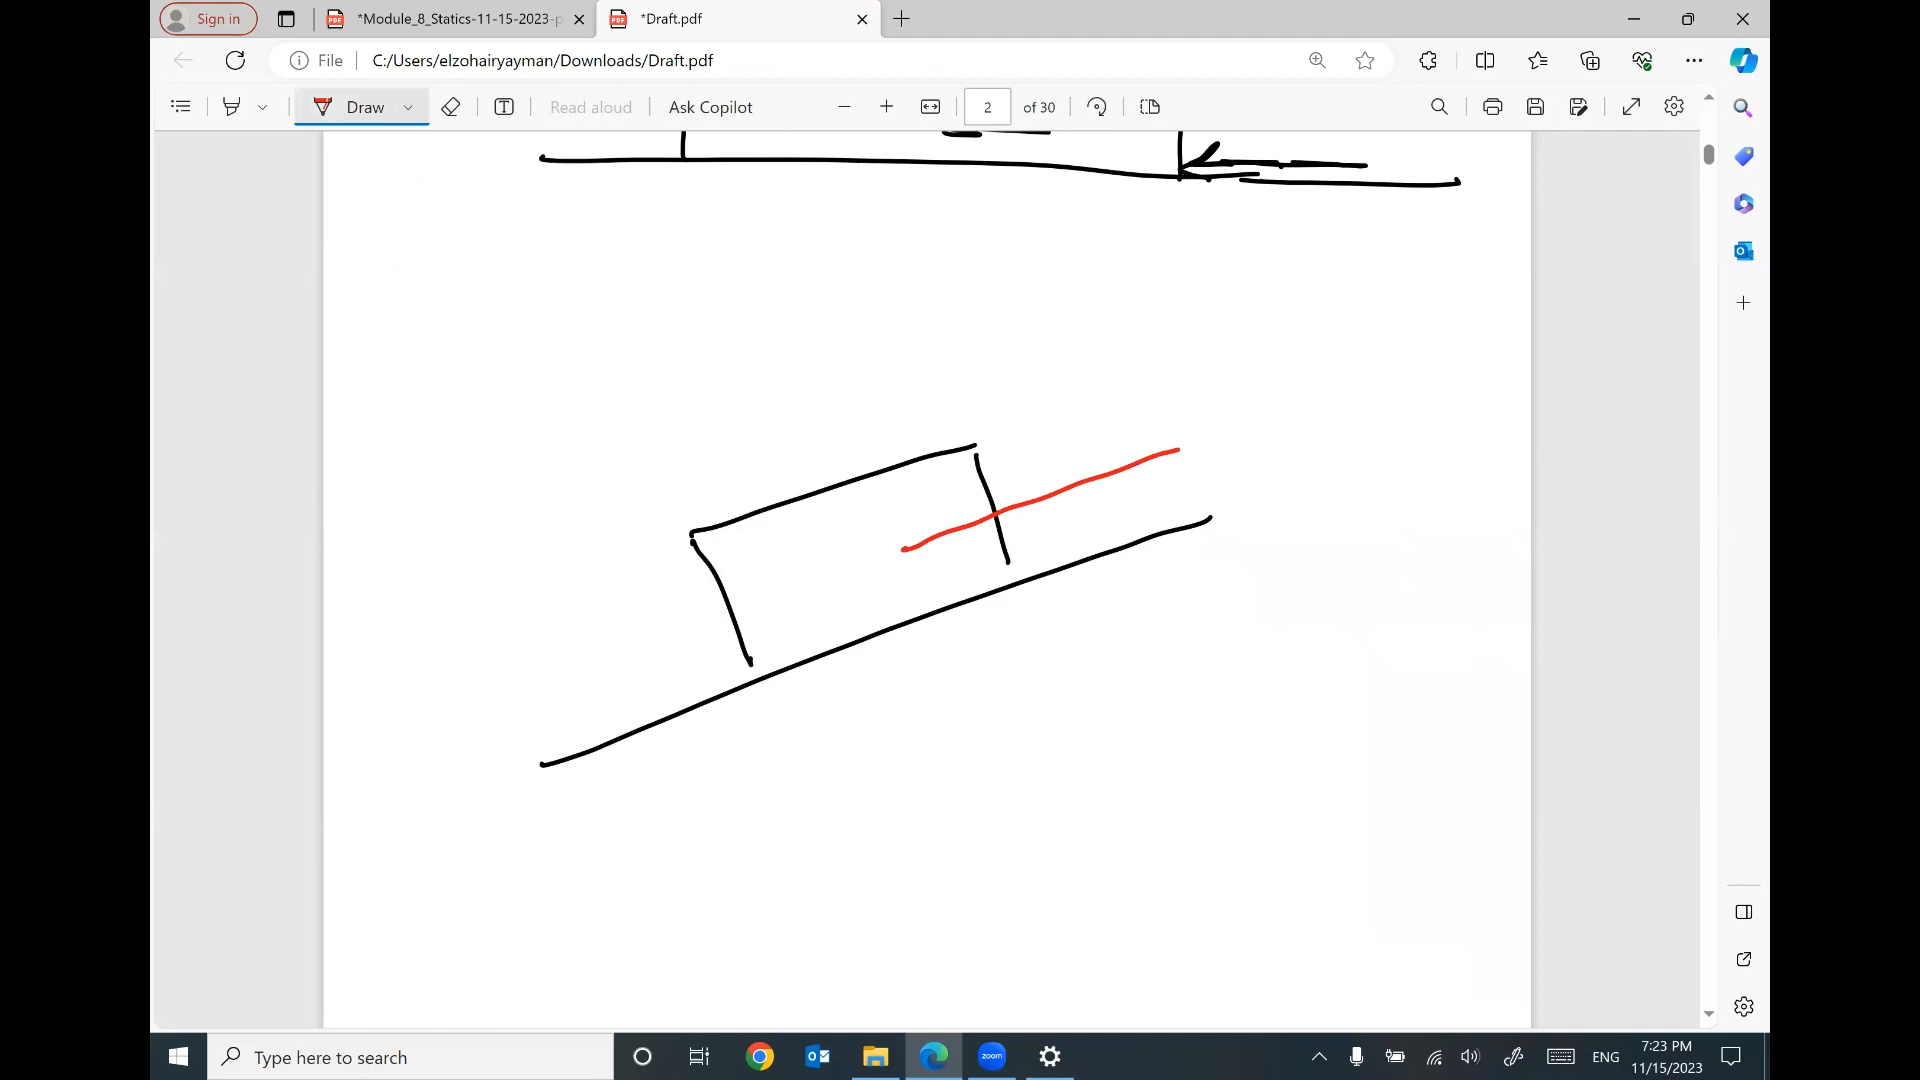 Sign in
*Module_8_Statics-11-15-2023-p
*Draft.pdf
File
C:/Users/elzohairyayman/Downloads/Draft.pdf
Draw
Read aloud
Ask Copilot
2
of 30
Type here to search
zoom
ENG
7:23 PM
11/15/2023